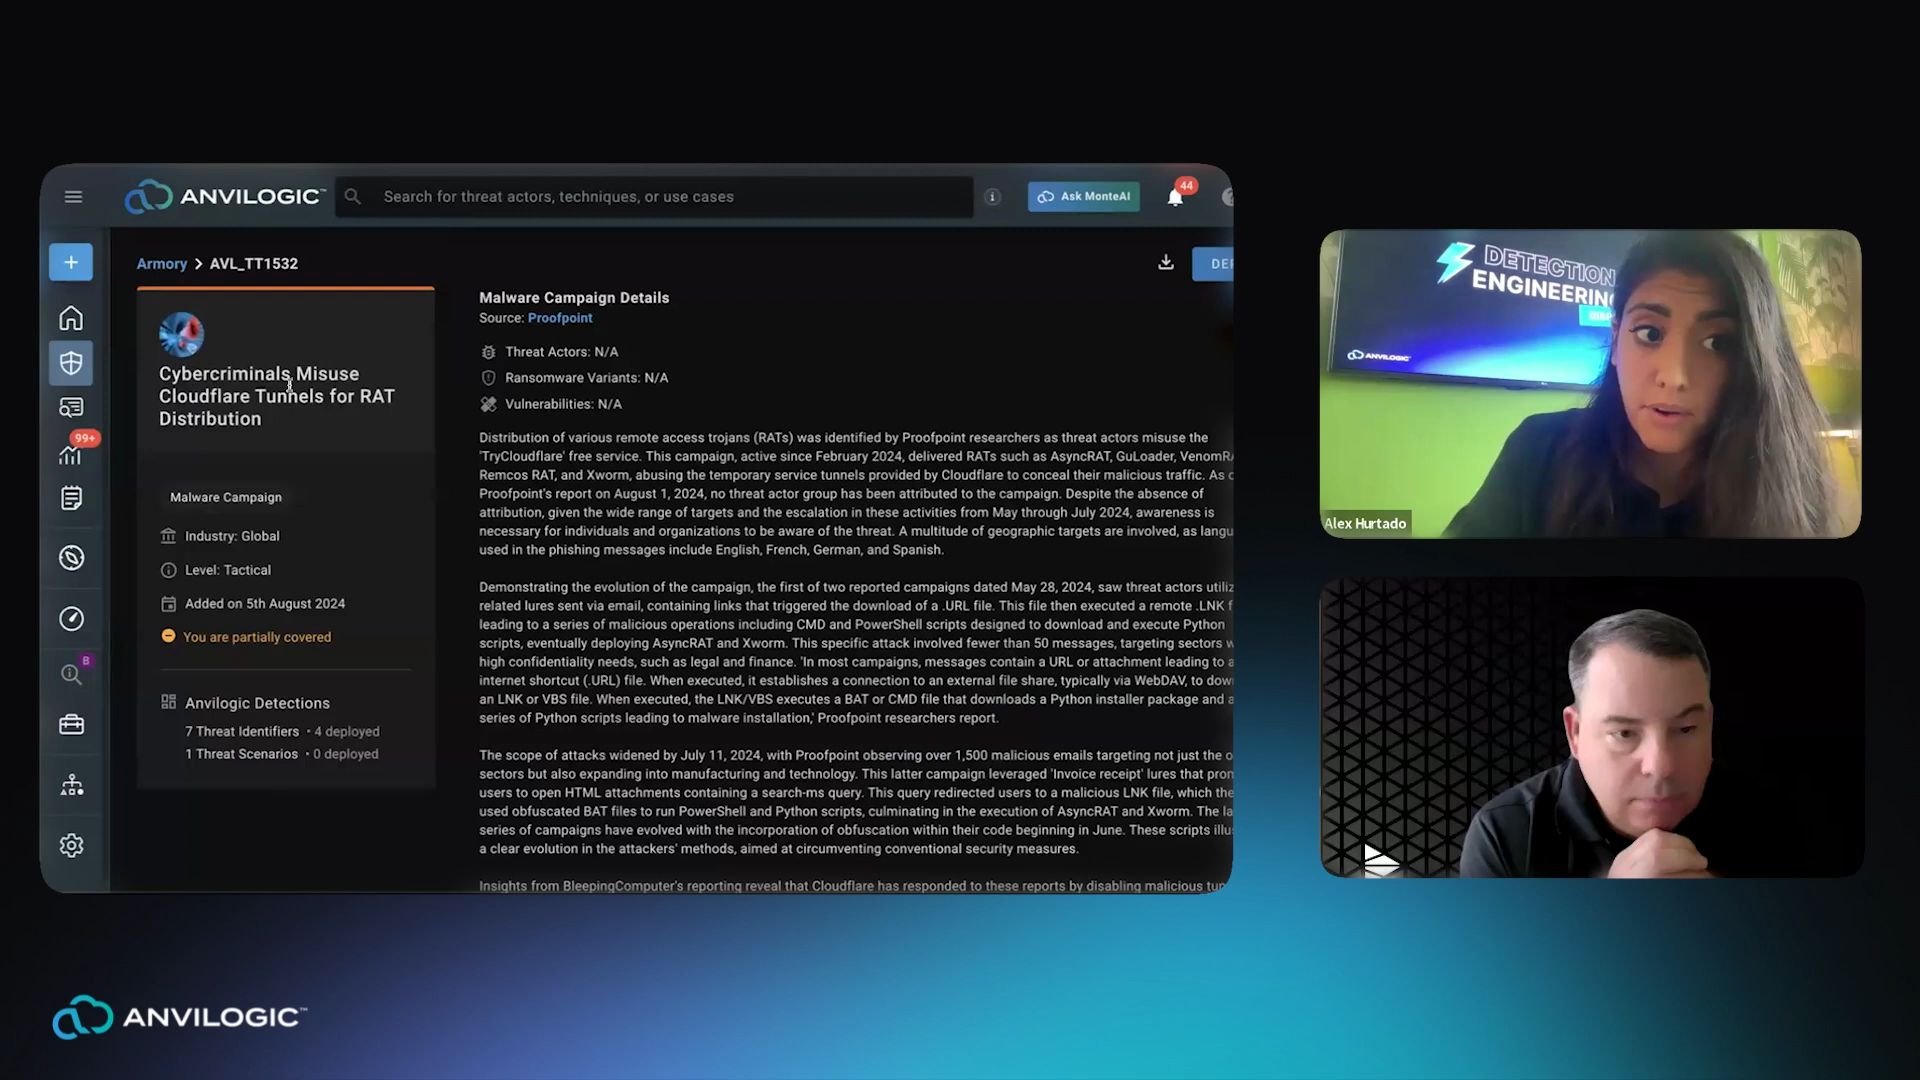 ANVILOGIC™
Search for threat actors, techniques, or use cases
Ask MonteAI
44
Armory > AVL_TT1532
99+
B
Cybercriminals Misuse
Cloudflare Tunnels for RAT
Distribution
Malware Campaign
Industry: Global
Level: Tactical
Added on 5th August 2024
You are partially covered
Anvilogic Detections
7 Threat Identifiers • 4 deployed
1 Threat Scenarios • 0 deployed
Malware Campaign Details
Source: Proofpoint
Threat Actors: N/A
Ransomware Variants: N/A
Vulnerabilities: N/A
Distribution of various remote access trojans (RATs) was identified by Proofpoint researchers as threat actors misuse the
'TryCloudflare' free service. This campaign, active since February 2024, delivered RATs such as AsyncRAT, GuLoader,
Remcos RAT, and Xworm, abusing the temporary service tunnels provided by Cloudflare to conceal their malicious traffic. As
Proofpoint's report on August 1, 2024, no threat actor group has been attributed to the campaign. Despite the absence of
attribution, given the wide range of targets and the escalation in these activities from May through July 2024, awareness is
necessary for individuals and organizations to be aware of the threat. A multitude of geographic targets are involved, as
used in the phishing messages include English, French, German, and Spanish.
Demonstrating the evolution of the campaign, the first of two reported campaigns dated May 28, 2024, saw threat actors
related lures sent via email, containing links that triggered the download of a .URL file. This file then executed a remote .LNK
leading to a series of malicious operations including CMD and PowerShell scripts designed to download and execute Python
scripts, eventually deploying AsyncRAT and Xworm. This specific attack involved fewer than 50 messages, targeting sectors
high confidentiality needs, such as legal and finance. 'In most campaigns, messages contain a URL or attachment leading to
internet shortcut (.URL) file. When executed, it establishes a connection to an external file share, typically via WebDAV, to
an LNK or VBS file. When executed, the LNK/VBS executes a BAT or CMD file that downloads a Python installer package and
series of Python scripts leading to malware installation,' Proofpoint researchers report.
The scope of attacks widened by July 11, 2024, with Proofpoint observing over 1,500 malicious emails targeting not just the
sectors but also expanding into manufacturing and technology. This latter campaign leveraged 'Invoice receipt' lures that
users to open HTML attachments containing a search-ms query. This query redirected users to a malicious LNK file, which
used obfuscated BAT files to run PowerShell and Python scripts, culminating in the execution of AsyncRAT and Xworm. The
series of campaigns have evolved with the incorporation of obfuscation within their code beginning in June. These scripts
a clear evolution in the attackers' methods, aimed at circumventing conventional security measures.
Insights from BleepingComputer's reporting reveal that Cloudflare has responded to these reports by disabling malicious
DETECTION
ENGINEERING
ANVILOGIC
Alex Hurtado
ANVILOGIC™